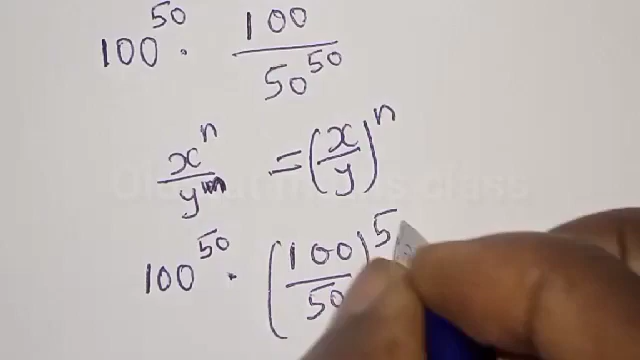 100^50 · 100/50^50
x^n/y^n = (x/y)^n
100^50 · (100/50)^5